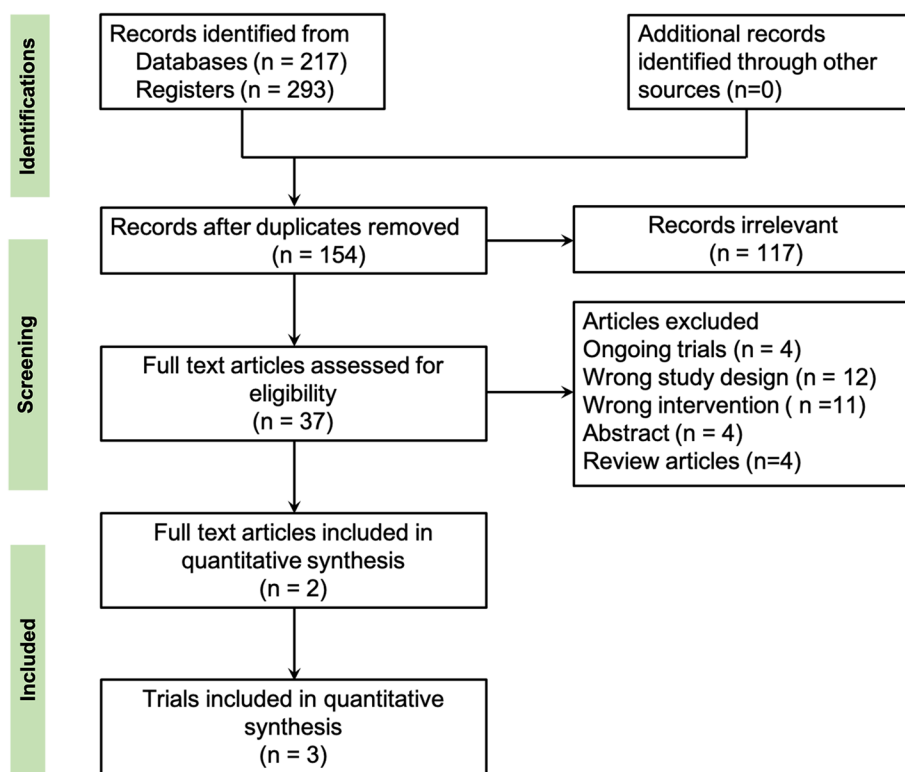 Identifications
Records identified from
Databases (n = 217)
Registers (n = 293)
Additional records
identified through other
sources (n=0)
Screening
Records after duplicates removed
(n = 154)
Records irrelevant
(n = 117)
Full text articles assessed for
eligibility
(n = 37)
Articles excluded
Ongoing trials (n = 4)
Wrong study design (n = 12)
Wrong intervention ( n =11)
Abstract (n = 4)
Review articles (n=4)
Included
Full text articles included in
quantitative synthesis
(n = 2)
Trials included in quantitative
synthesis
(n = 3)